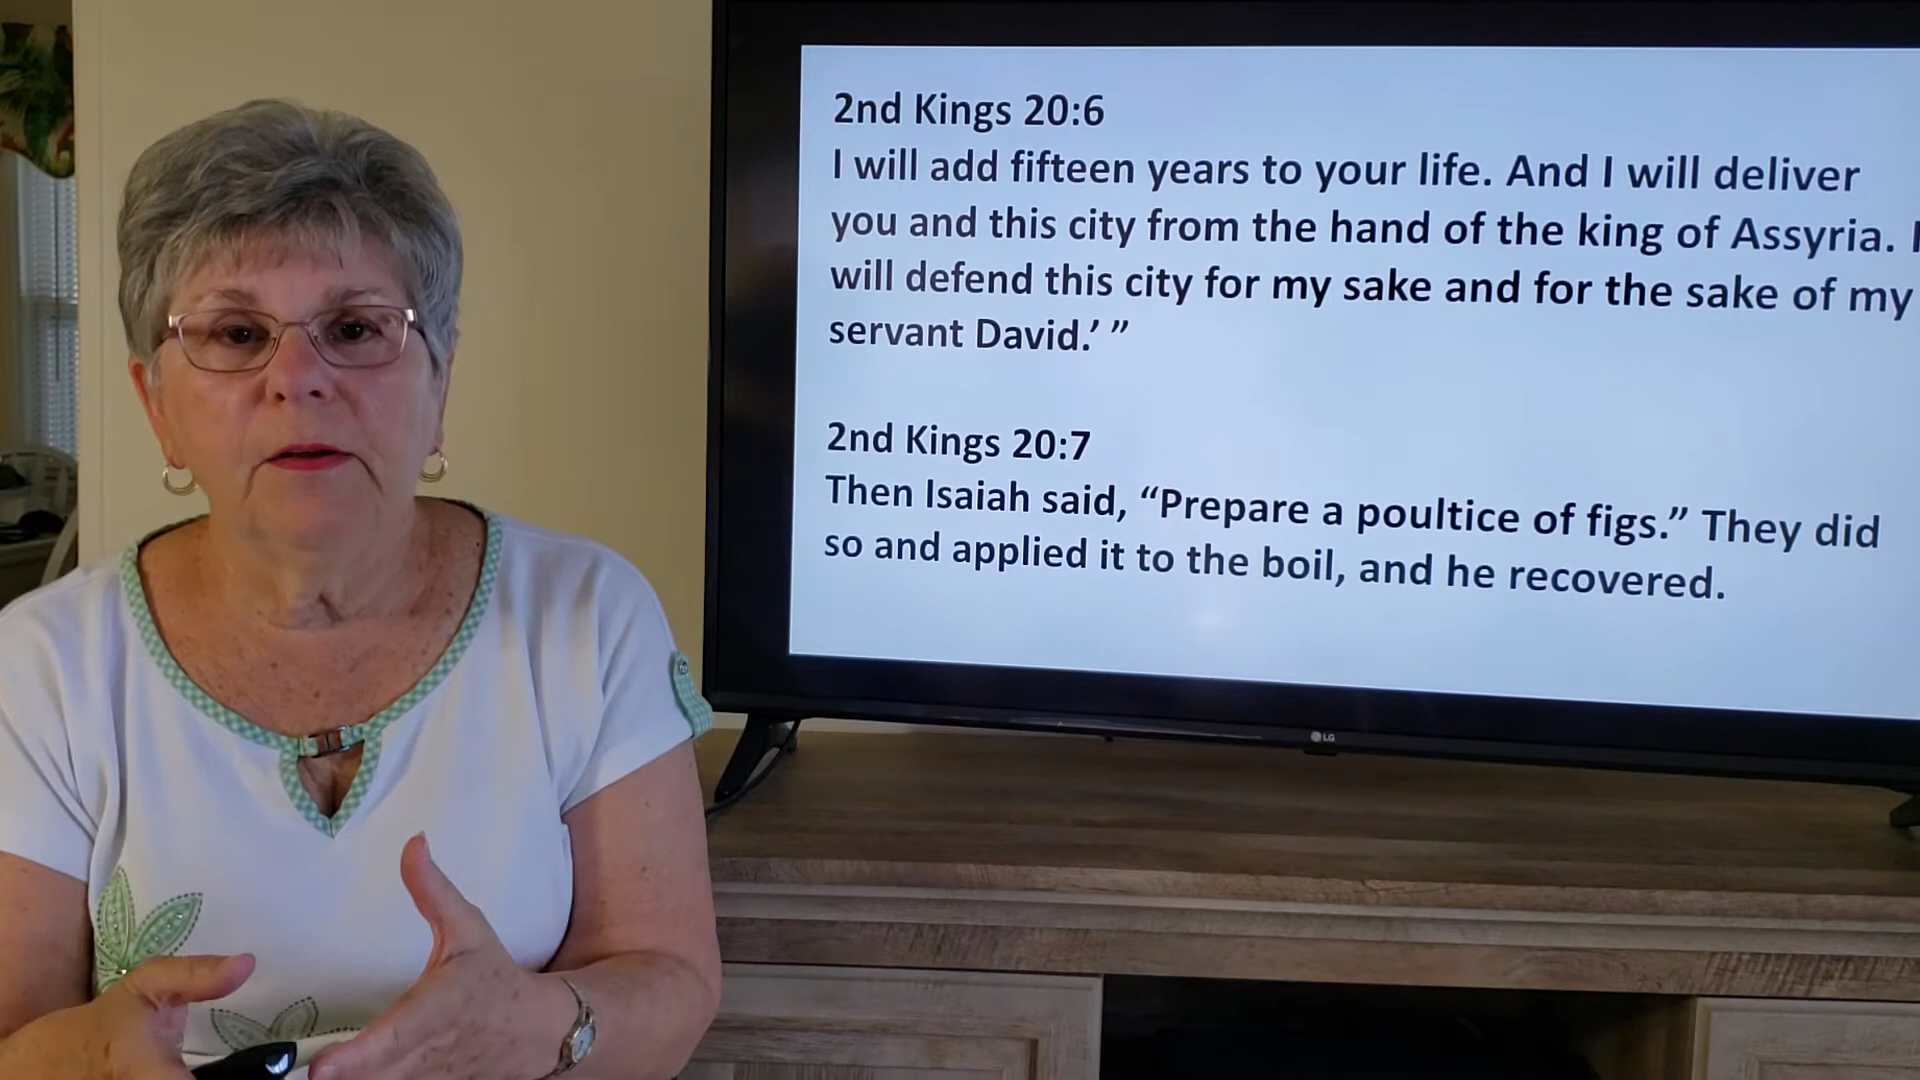 2nd Kings 20:6
I will add fifteen years to your life. And I will deliver
you and this city from the hand of the king of Assyria. I
will defend this city for my sake and for the sake of my
servant David.’ ”
2nd Kings 20:7
Then Isaiah said, “Prepare a poultice of figs.” They did
so and applied it to the boil, and he recovered.
LG